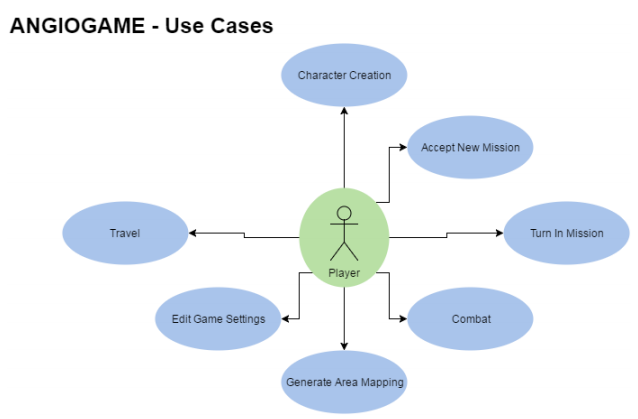 ANGIOGAME - Use Cases
Character Creation
Accept New Mission
Travel
Turn In Mission
Player
Edit Game Settings
Combat
Generate Area Mapping